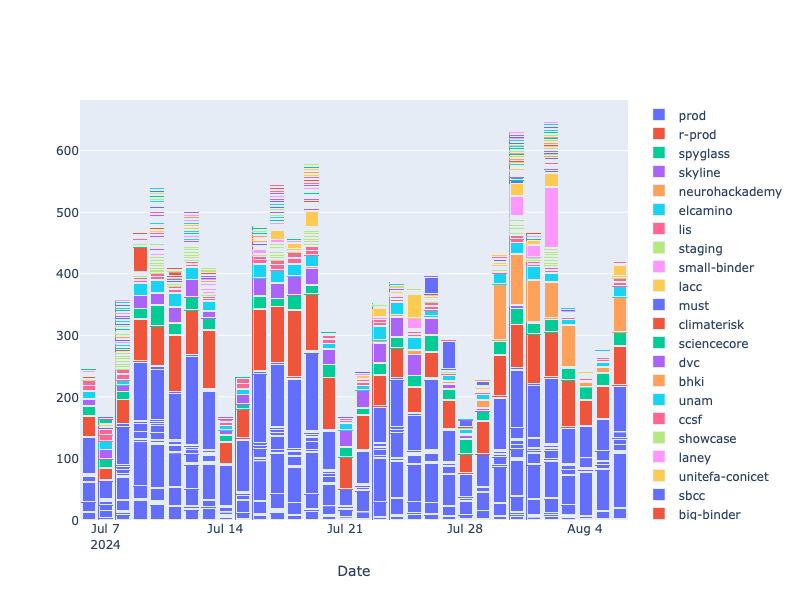 600
500
400
300
200
100
0
Jul 7
2024
Jul 14
Jul 21
Jul 28
Aug 4
Date
prod
r-prod
spyglass
skyline
neurohackademy
elcamino
lis
staging
small-binder
lacc
must
climaterisk
sciencecore
dvc
bhki
unam
ccsf
showcase
laney
unitefa-conicet
sbcc
big-binder